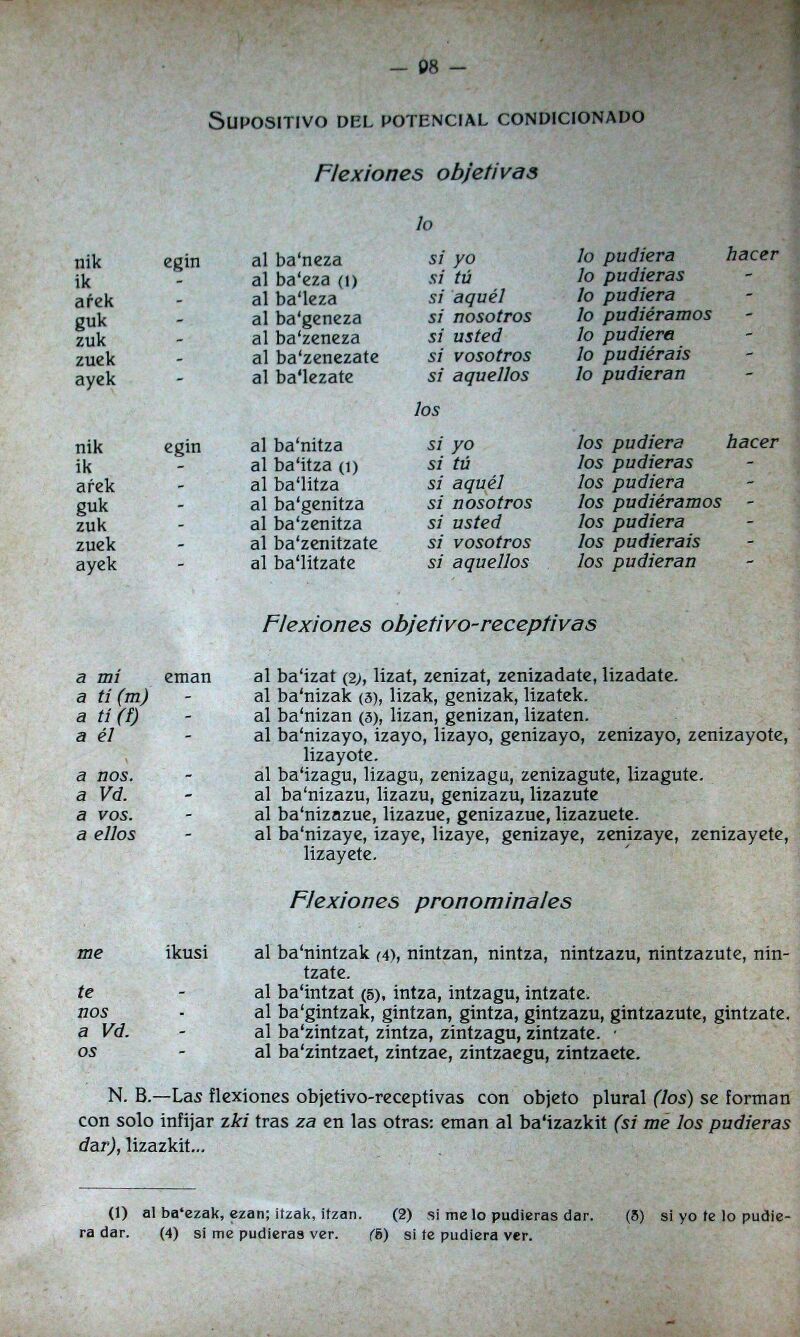 — 98 —
SUPOSITIVO DEL POTENCIAL CONDICIONADO
Flexiones objetivas
lo
nik egin al ba‘neza si yo lo pudiera hacer
ik - al ba‘eza (1) si tú lo pudieras -
aŕek - al ba‘leza si aquél lo pudiera -
guk - al ba‘geneza si nosotros lo pudiéramos -
zuk - al ba‘zeneza si usted lo pudiera -
zuek - al ba‘zenezate si vosotros lo pudiérais -
ayek - al ba‘lezate si aquellos lo pudieran -
los
nik egin al ba‘nitza si yo los pudiera hacer
ik - al ba‘itza (1) si tú los pudieras -
aŕek - al ba‘litza si aquél los pudiera -
guk - al ba‘genitza si nosotros los pudiéramos -
zuk - al ba‘zenitza si usted los pudiera -
zuek - al ba‘zenitzate si vosotros los pudierais -
ayek - al ba‘litzate si aquellos los pudieran -
Flexiones objetivo-receptivas
a mí eman al ba‘izat (2), lizat, zenizat, zenizadate, lizadate.
a tí (m) - al ba‘nizak (3), lizak, genizak, lizatek.
a tí (f) - al ba‘nizan (3), lizan, genizan, lizaten.
a él - al ba‘nizayo, izayo, lizayo, genizayo, zenizayo, zenizayote,
lizayote.
a nos. - al ba‘izagu, lizagu, zenizagu, zenizagute, lizagute.
a Vd. - al ba‘nizazu, lizazu, genizazu, lizazute
a vos. - al ba‘nizazue, lizazue, genizazue, lizazuete.
a ellos - al ba‘nizaye, izaye, lizaye, genizaye, zenizaye, zenizayete,
lizayete.
Flexiones pronominales
me ikusi al ba‘nintzak (4), nintzan, nintza, nintzazu, nintzazute, nin-
tzate.
te - al ba‘intzat (5), intza, intzagu, intzate.
nos - al ba‘gintzak, gintzan, gintza, gintzazu, gintzazute, gintzate.
a Vd. - al ba‘zintzat, zintza, zintzagu, zintzate.
os - al ba‘zintzaet, zintzae, zintzaegu, zintzaete.
N. B.—Las flexiones objetivo-receptivas con objeto plural (los) se forman
con solo infijar zki tras za en las otras: eman al ba‘izazkit (si me los pudieras
dar), lizazkit...
(1) al ba‘ezak, ezan; itzak, itzan. (2) si me lo pudieras dar. (3) si yo te lo pudie-
ra dar. (4) si me pudieras ver. (5) si te pudiera ver.